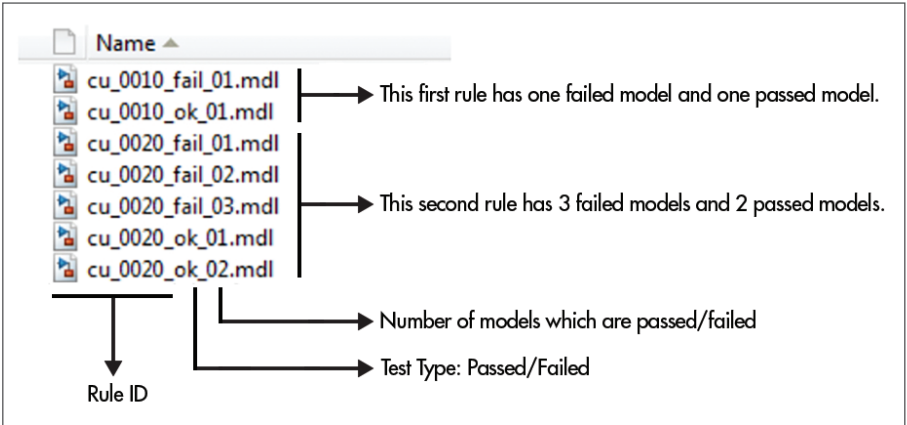 Name
cu_0010_fail_01.mdl
cu_0010_ok_01.mdl
This first rule has one failed model and one passed model.
cu_0020_fail_01.mdl
cu_0020_fail_02.mdl
cu_0020_fail_03.mdl
cu_0020_ok_01.mdl
cu_0020_ok_02.mdl
This second rule has 3 failed models and 2 passed models.
Number of models which are passed/failed
Test Type: Passed/Failed
Rule ID